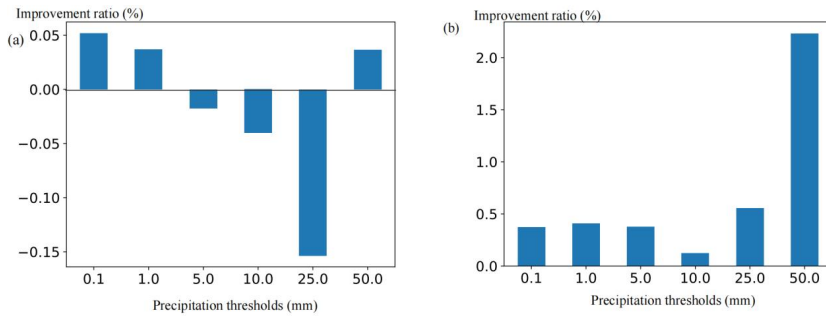 Improvement ratio (%)
(a)
0.05
0.00
−0.05
−0.10
−0.15
0.1 1.0 5.0 10.0 25.0 50.0
Precipitation thresholds (mm)
Improvement ratio (%)
(b)
2.0
1.5
1.0
0.5
0.0
0.1 1.0 5.0 10.0 25.0 50.0
Precipitation thresholds (mm)